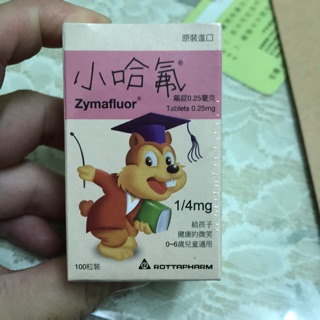 原裝進口
小哈氟®
Zymafluor®
氟錠0.25毫克
Tablets 0.25mg
1/4mg
給孩子
健康的微笑
0~6歲兒童適用
100粒裝
ROTTAPHARM